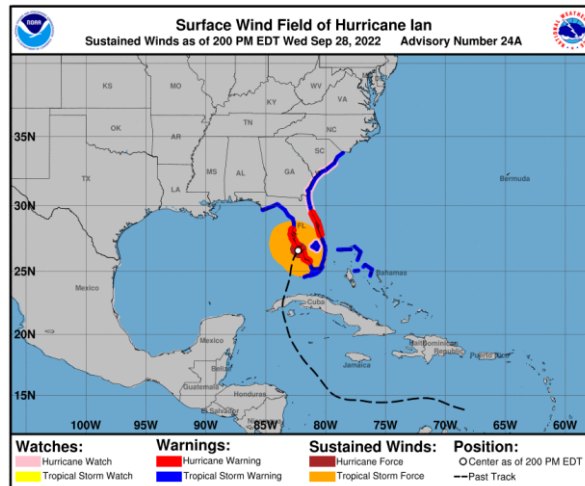 Surface Wind Field of Hurricane Ian
Sustained Winds as of 200 PM EDT Wed Sep 28, 2022 Advisory Number 24A
NOAA
KS
MO
KY
WV
VA
OK
AR
TN
NC
35N
SC
MS
AL
GA
TX
LA
Bermuda
30N
FL
25N
Mexico
Bahamas
Cuba
20N
Mexico
Haiti
Dominican
Republic
Puerto Rico
Jamaica
Belize
15N
Guatemala
Honduras
El Salvador
100W 95W 90W 85W 80W 75W 70W 65W 60W
Watches: Warnings: Sustained Winds: Position:
Hurricane Watch Hurricane Warning Hurricane Force Center as of 200 PM EDT
Tropical Storm Watch Tropical Storm Warning Tropical Storm Force Past Track